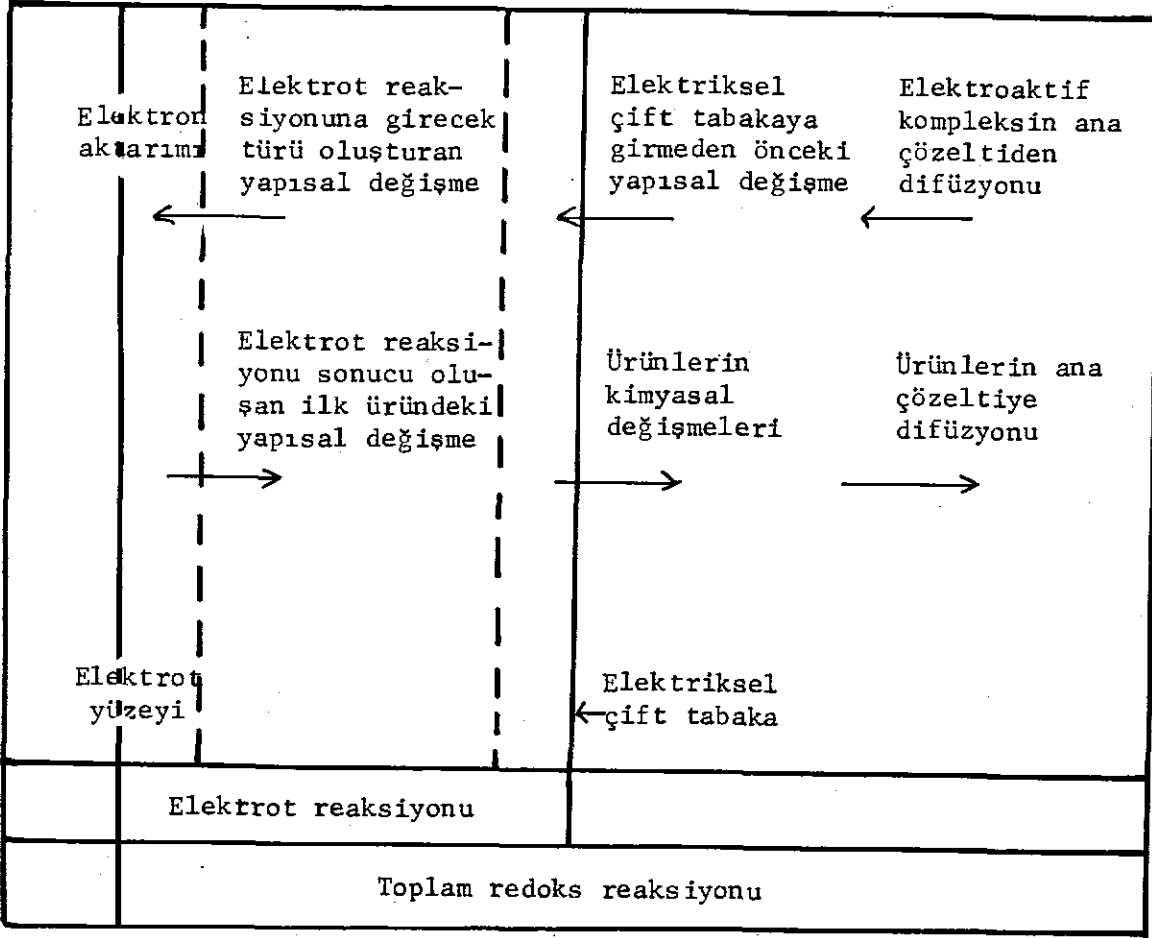 Elektron
aktarımı
Elektrot reak-
siyonuna girecek
türü oluşturan
yapısal değişme
Elektriksel
çift tabakaya
girmeden önceki
yapısal değişme
Elektroaktif
kompleksin ana
çözeltiden
difüzyonu
Elektrot reaksi-
yonu sonucu olu-
şan ilk üründeki
yapısal değişme
Ürünlerin
kimyasal
değişmeleri
Ürünlerin ana
çözeltiye
difüzyonu
Elektrot
yüzeyi
Elektriksel
çift tabaka
Elektrot reaksiyonu
Toplam redoks reaksiyonu